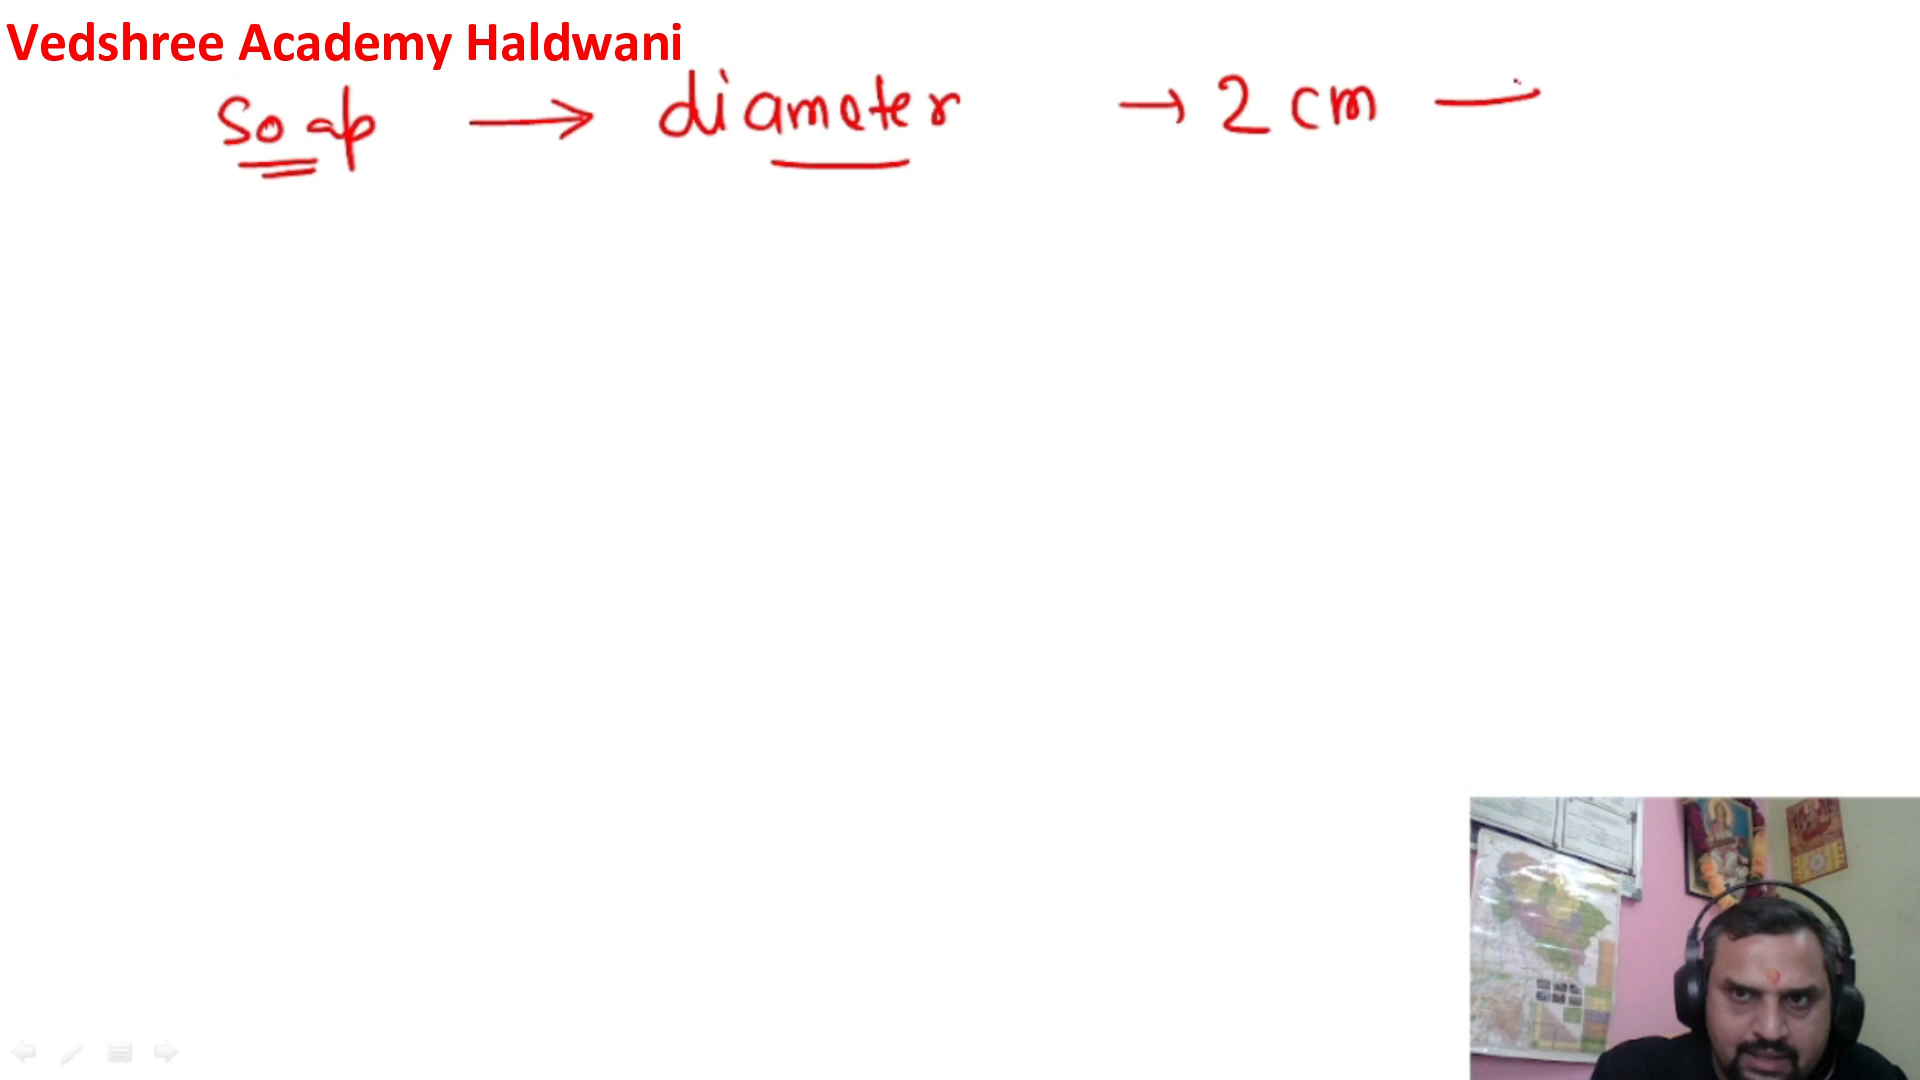 Vedshree Academy Haldwani
soap → diameter → 2 cm —